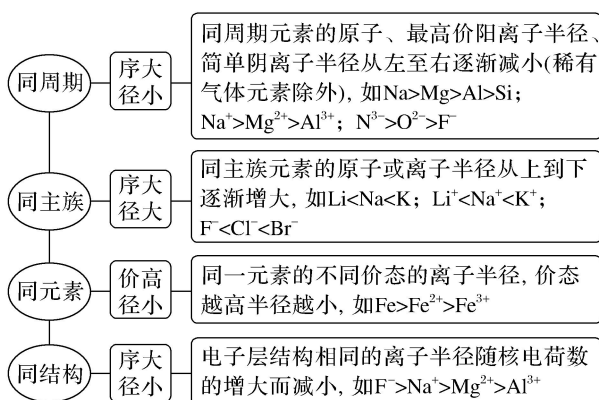 同周期
序大
径小
同周期元素的原子、最高价阳离子半径、
简单阴离子半径从左至右逐渐减小(稀有
气体元素除外), 如Na>Mg>Al>Si；
Na⁺>Mg²⁺>Al³⁺；N³⁻>O²⁻>F⁻
同主族
序大
径大
同主族元素的原子或离子半径从上到下
逐渐增大, 如Li<Na<K；Li⁺<Na⁺<K⁺；
F⁻<Cl⁻<Br⁻
同元素
价高
径小
同一元素的不同价态的离子半径, 价态
越高半径越小, 如Fe>Fe²⁺>Fe³⁺
同结构
序大
径小
电子层结构相同的离子半径随核电荷数
的增大而减小, 如F⁻>Na⁺>Mg²⁺>Al³⁺